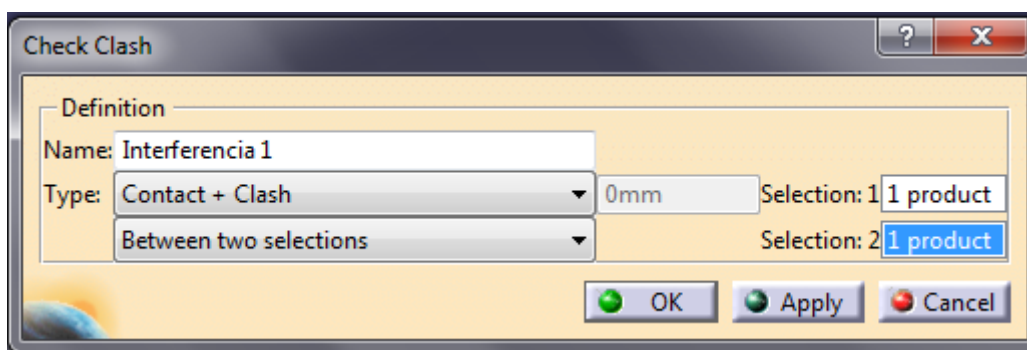 Check Clash
?
X
Definition
Name: Interferencia 1
Type: Contact + Clash 0mm Selection: 1 1 product
Between two selections Selection: 2 1 product
OK Apply Cancel